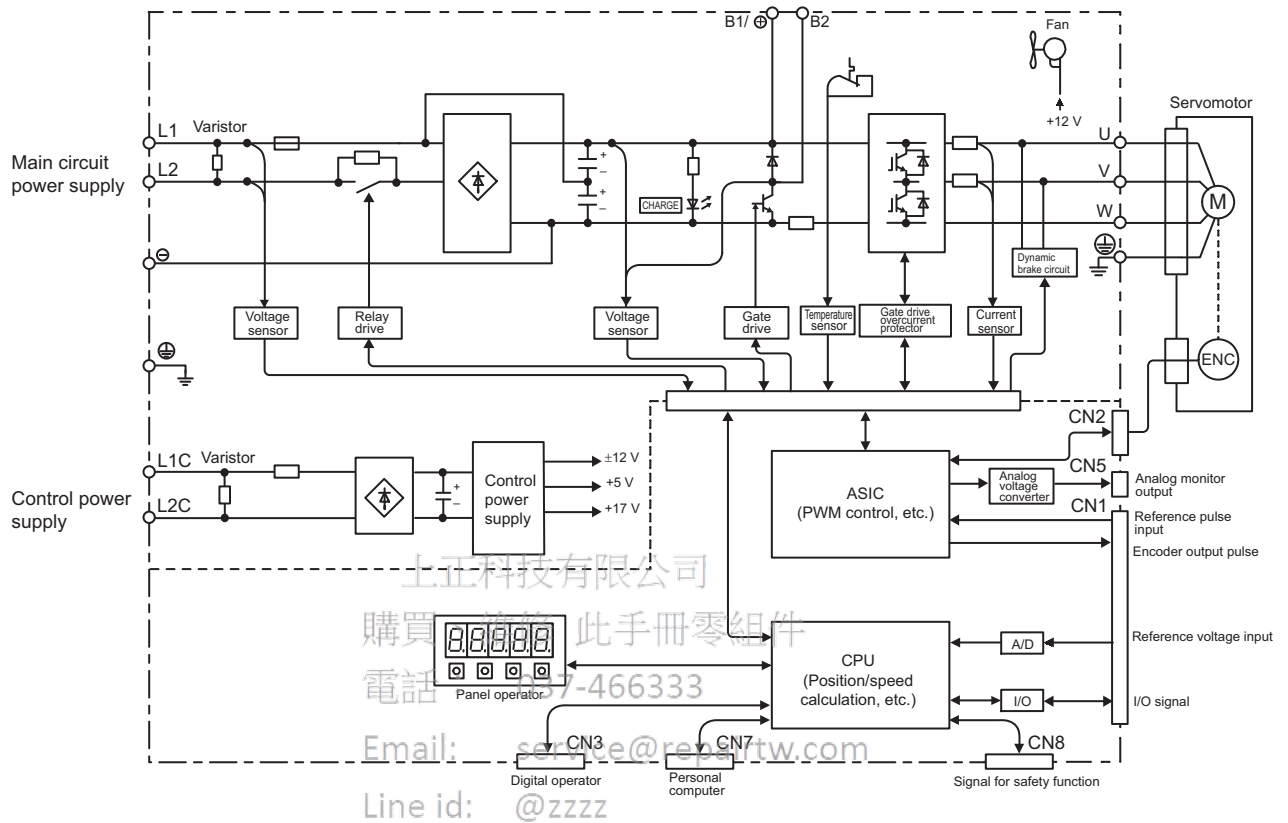 B1/ ⊕
B2
Fan
+12 V
Servomotor
L1
Varistor
L2
Main circuit
power supply
⊖
+
–
+
–
CHARGE
U
V
W
M
Dynamic
brake circuit
Voltage
sensor
Relay
drive
Voltage
sensor
Gate
drive
Temperature
sensor
Gate drive
overcurrent
protector
Current
sensor
ENC
CN2
L1C
Varistor
L2C
Control power
supply
+
–
Control
power
supply
±12 V
+5 V
+17 V
ASIC
(PWM control, etc.)
Analog
voltage
converter
CN5
Analog monitor
output
CN1
Reference pulse
input
Encoder output pulse
上正科技有限公司
購買、維修 此手冊零組件
電話: 037-466333
8.8.8.8.8.
Panel operator
CPU
(Position/speed
calculation, etc.)
A/D
Reference voltage input
I/O
I/O signal
Email: service@repairtw.com
CN3
Digital operator
CN7
Personal
computer
CN8
Signal for safety function
Line id: @zzzz